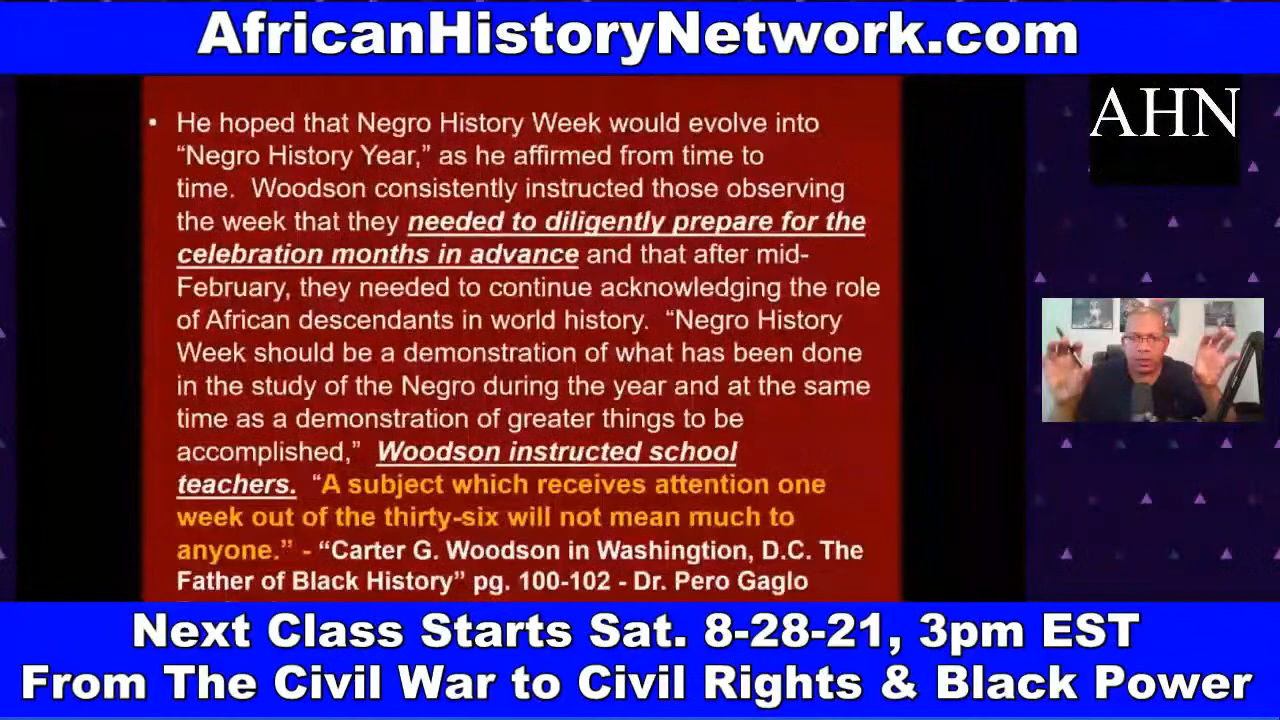 AfricanHistoryNetwork.com
AHN
• He hoped that Negro History Week would evolve into
“Negro History Year,” as he affirmed from time to
time. Woodson consistently instructed those observing
the week that they needed to diligently prepare for the
celebration months in advance and that after mid-
February, they needed to continue acknowledging the role
of African descendants in world history. “Negro History
Week should be a demonstration of what has been done
in the study of the Negro during the year and at the same
time as a demonstration of greater things to be
accomplished,” Woodson instructed school
teachers. “A subject which receives attention one
week out of the thirty-six will not mean much to
anyone.” - “Carter G. Woodson in Washingtion, D.C. The
Father of Black History” pg. 100-102 - Dr. Pero Gaglo
Next Class Starts Sat. 8-28-21, 3pm EST
From The Civil War to Civil Rights & Black Power